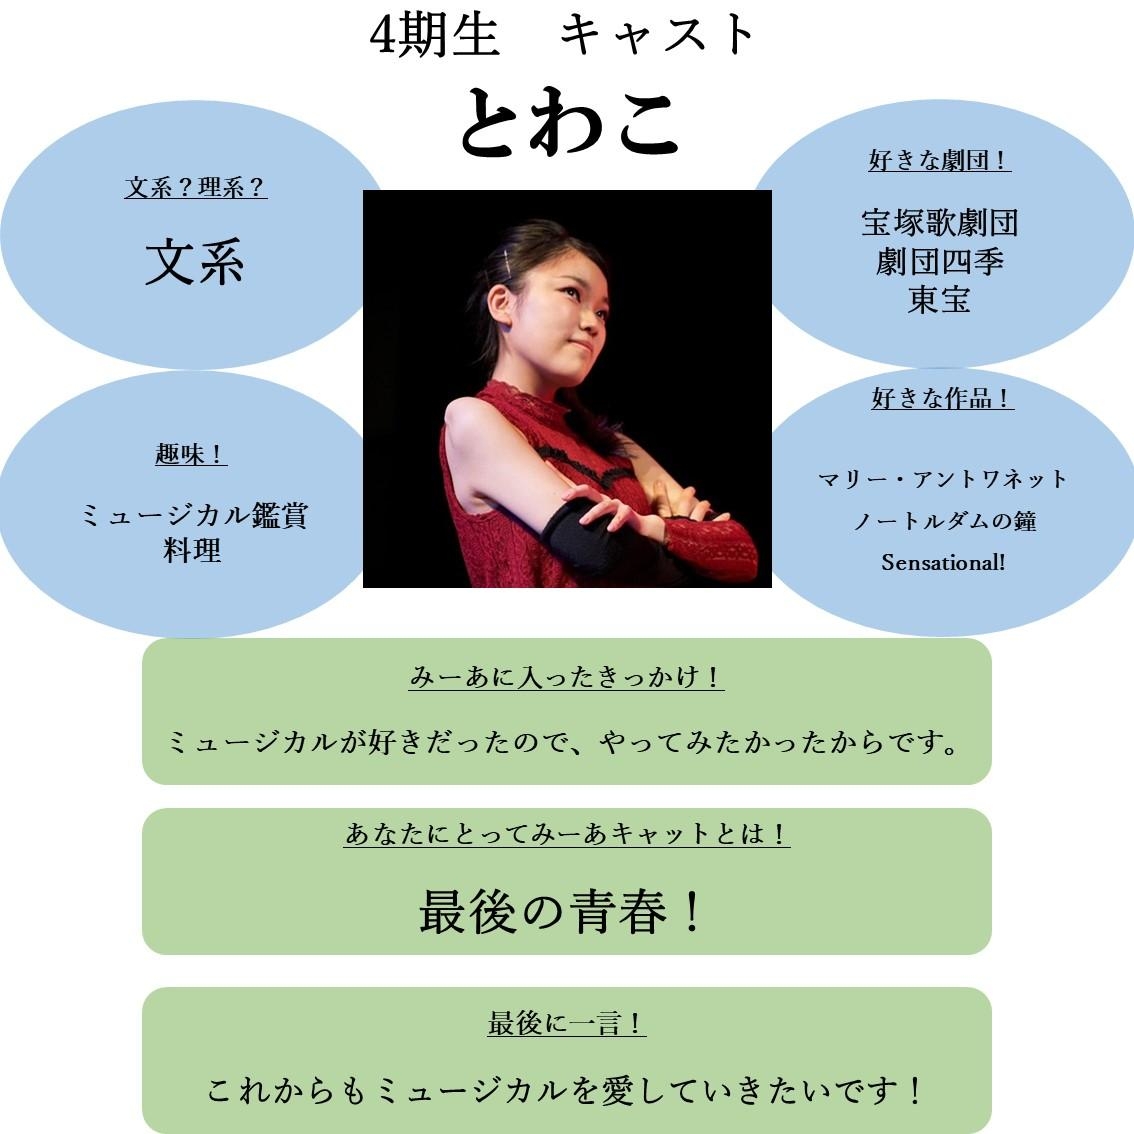 4期生　キャスト
とわこ
文系？理系？
文系
好きな劇団！
宝塚歌劇団
劇団四季
東宝
趣味！
ミュージカル鑑賞
料理
好きな作品！
マリー・アントワネット
ノートルダムの鐘
Sensational!
みーあに入ったきっかけ！
ミュージカルが好きだったので、やってみたかったからです。
あなたにとってみーあキャットとは！
最後の青春！
最後に一言！
これからもミュージカルを愛していきたいです！